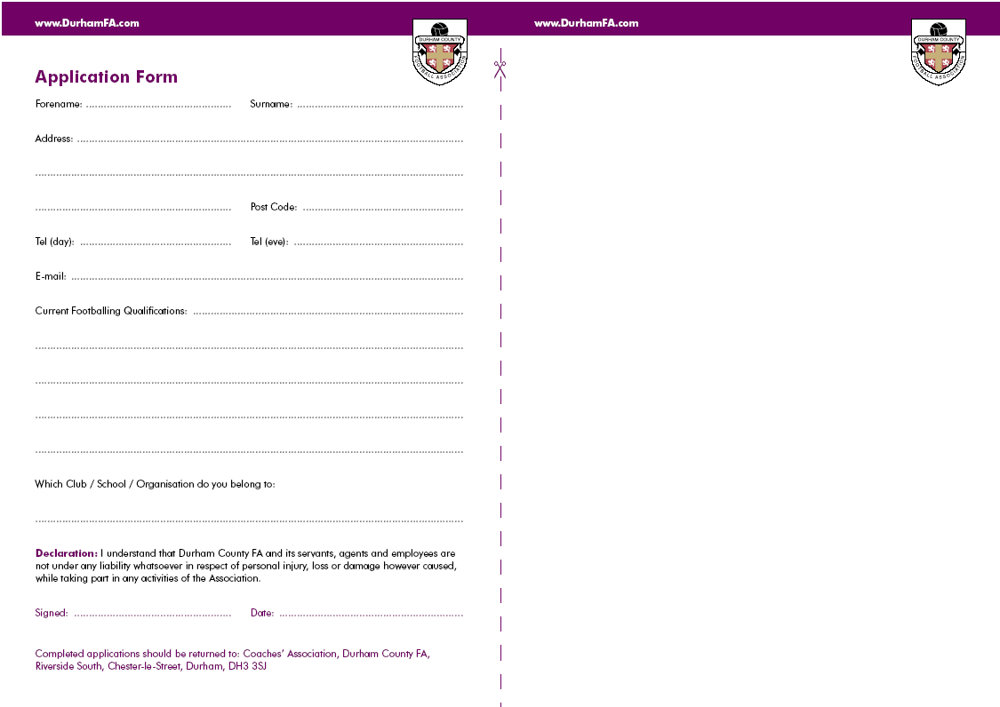 www.DurhamFA.com
DURHAM COUNTY
FOOTBALL ASSOCIATION
www.DurhamFA.com
DURHAM COUNTY
FOOTBALL ASSOCIATION
Application Form
Forename: Surname:
Address:
Post Code:
Tel (day): Tel (eve):
E-mail:
Current Footballing Qualifications:
Which Club / School / Organisation do you belong to:
Declaration: I understand that Durham County FA and its servants, agents and employees are
not under any liability whatsoever in respect of personal injury, loss or damage however caused,
while taking part in any activities of the Association.
Signed: Date:
Completed applications should be returned to: Coaches’ Association, Durham County FA,
Riverside South, Chester-le-Street, Durham, DH3 3SJ